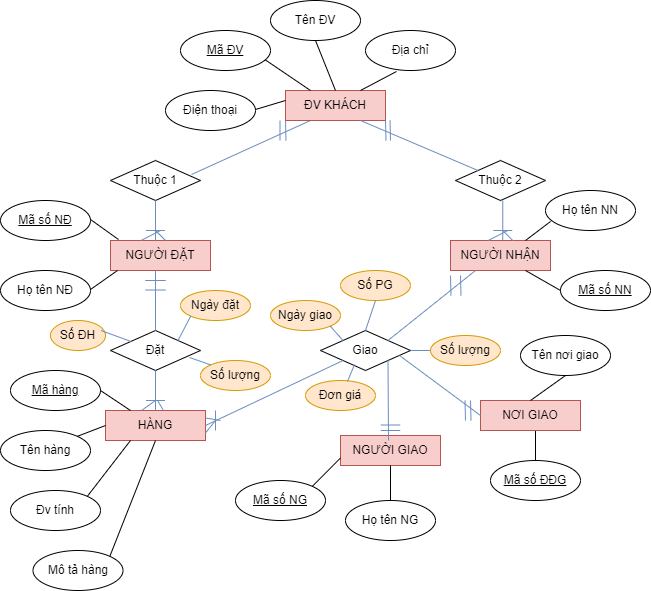 Tên ĐV
Mã ĐV
Địa chỉ
Điện thoại
ĐV KHÁCH
Thuộc 1
Thuộc 2
Mã số NĐ
Họ tên NN
NGƯỜI ĐẶT
NGƯỜI NHẬN
Họ tên NĐ
Mã số NN
Số PG
Ngày đặt
Ngày giao
Số ĐH
Đặt
Giao
Số lượng
Tên nơi giao
Số lượng
Mã hàng
Đơn giá
HÀNG
NƠI GIAO
Tên hàng
NGƯỜI GIAO
Mã số ĐĐG
Mã số NG
Đv tính
Họ tên NG
Mô tả hàng